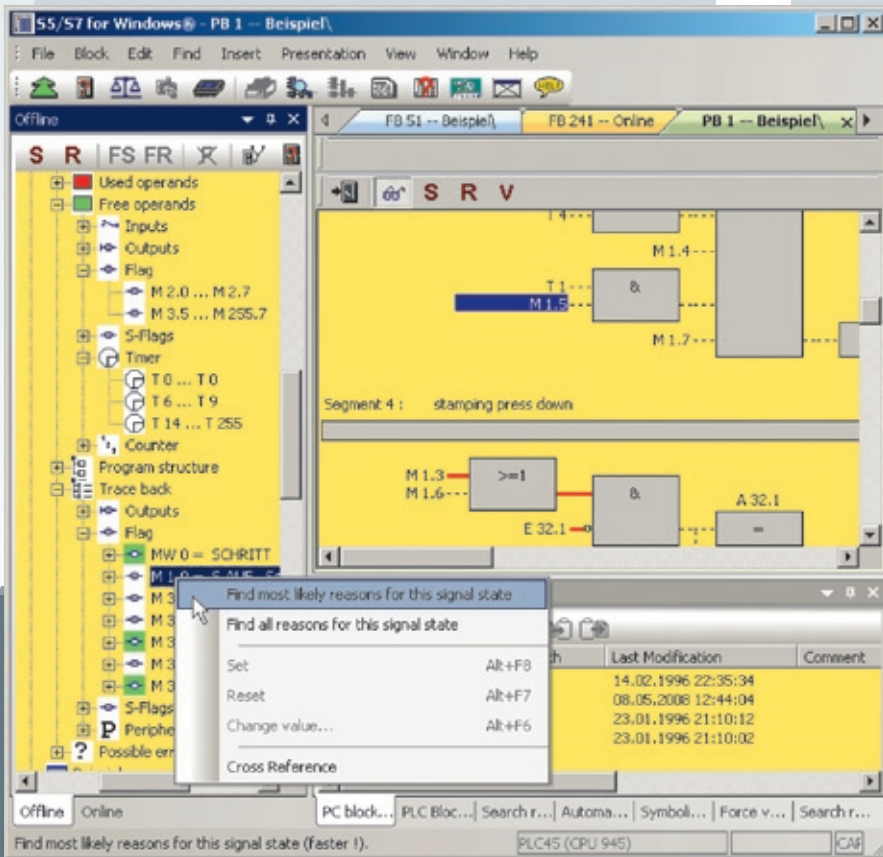 S5/S7 for Windows® - PB 1 -- Beispiel\
File Block Edit Find Insert Presentation View Window Help
HELP
Offline
FB 51 -- Beispiel\ FB 241 -- Online PB 1 -- Beispiel\
S R FS FR
S R V
Used operands
Free operands
Inputs
Outputs
Flag
M 2.0 ... M 2.7
M 3.5 ... M 255.7
S-Flags
Timer
T 0 ... T 0
T 6 ... T 9
T 14 ... T 255
Counter
Program structure
Trace back
Outputs
Flag
MW 0 = SCHRITT
M 3
M 3
M 3
M 3
M 3
S-Flags
P Periphe
? Possible err
T 4
M 1.4
T 1 &
M 1.5
M 1.7
Segment 4 : stamping press down
M 1.3 >=1
M 1.6
& A 32.1
E 32.1 =
Find most likely reasons for this signal state
Find all reasons for this signal state
Set Alt+F8
Reset Alt+F7
Change value... Alt+F6
Cross Reference
Last Modification Comment
14.02.1996 22:35:34
08.05.2008 12:44:04
23.01.1996 21:10:12
23.01.1996 21:10:02
Offline Online
PC block... PLC Bloc... Search r... Automa... Symboli... Force v... Search r...
Find most likely reasons for this signal state (faster !). PLC45 (CPU 945) CAP